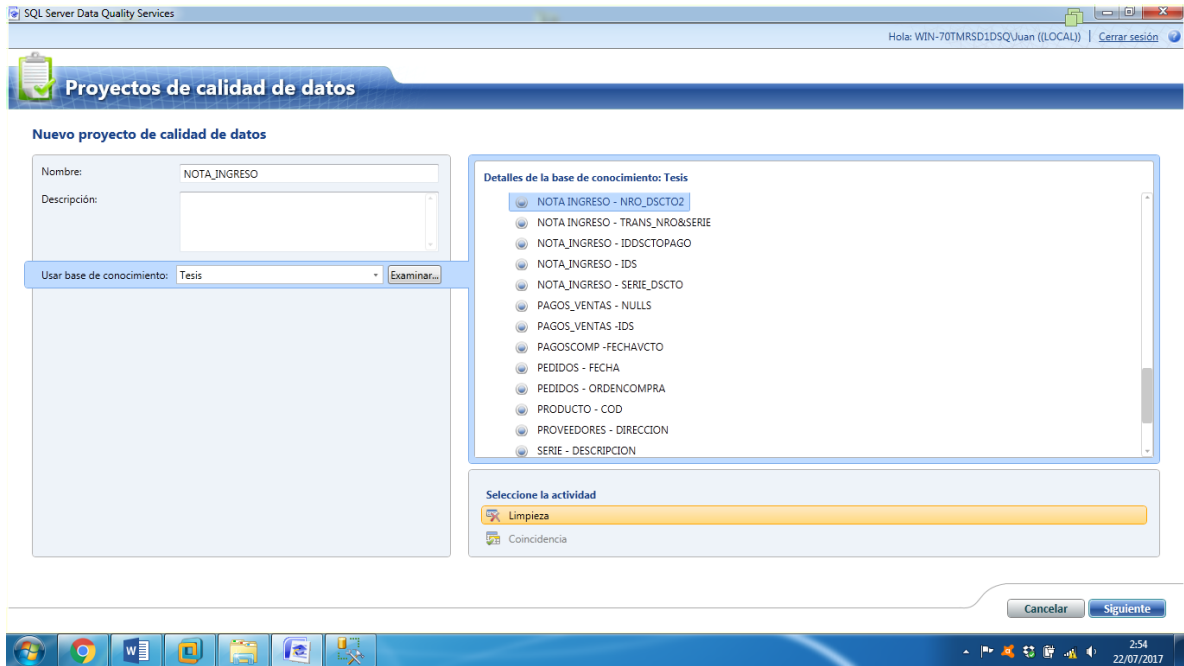 SQL Server Data Quality Services
Hola: WIN-70TMRSD1DSQ\Juan ((LOCAL)) | Cerrar sesión
Proyectos de calidad de datos
Nuevo proyecto de calidad de datos
Nombre: NOTA_INGRESO
Descripción:
Usar base de conocimiento: Tesis Examinar...
Detalles de la base de conocimiento: Tesis
NOTA INGRESO - NRO_DSCTO2
NOTA INGRESO - TRANS_NRO&SERIE
NOTA_INGRESO - IDDSCTOPAGO
NOTA_INGRESO - IDS
NOTA_INGRESO - SERIE_DSCTO
PAGOS_VENTAS - NULLS
PAGOS_VENTAS -IDS
PAGOSCOMP -FECHAVCTO
PEDIDOS - FECHA
PEDIDOS - ORDENCOMPRA
PRODUCTO - COD
PROVEEDORES - DIRECCION
SERIE - DESCRIPCION
Seleccione la actividad
Limpieza
Coincidencia
Cancelar Siguiente
2:54
22/07/2017